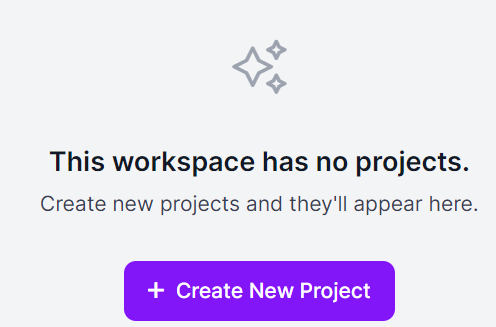 This workspace has no projects.
Create new projects and they'll appear here.
+ Create New Project